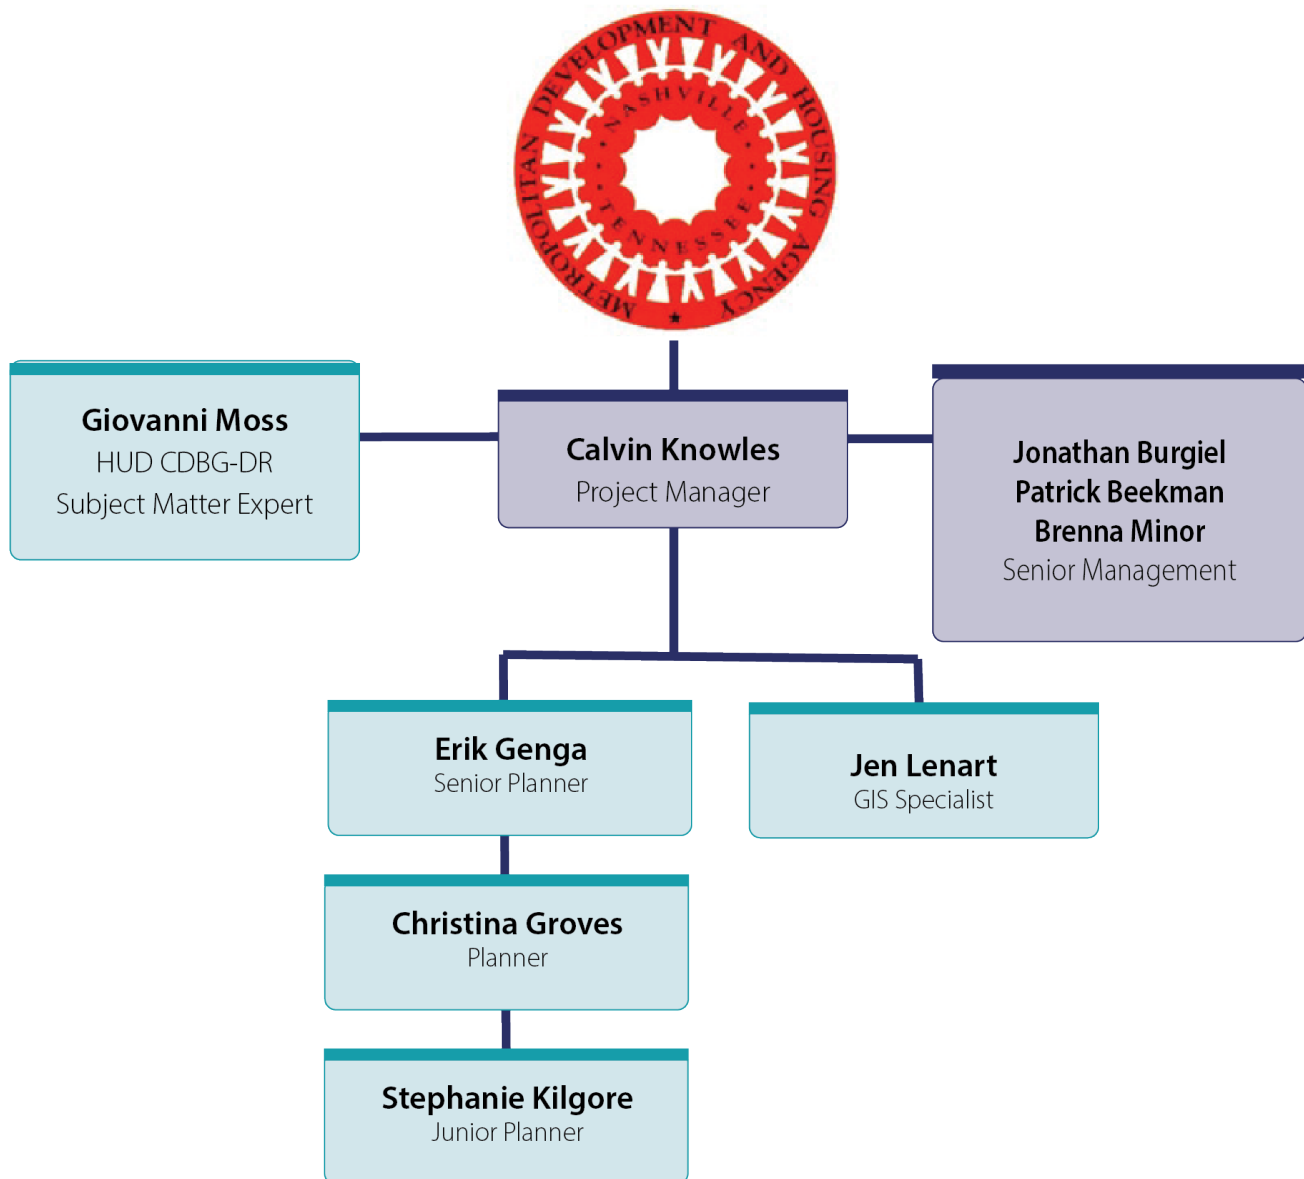 METROPOLITAN DEVELOPMENT AND HOUSING AGENCY
NASHVILLE
TENNESSEE
Giovanni Moss
HUD CDBG-DR
Subject Matter Expert
Calvin Knowles
Project Manager
Jonathan Burgiel
Patrick Beekman
Brenna Minor
Senior Management
Erik Genga
Senior Planner
Jen Lenart
GIS Specialist
Christina Groves
Planner
Stephanie Kilgore
Junior Planner